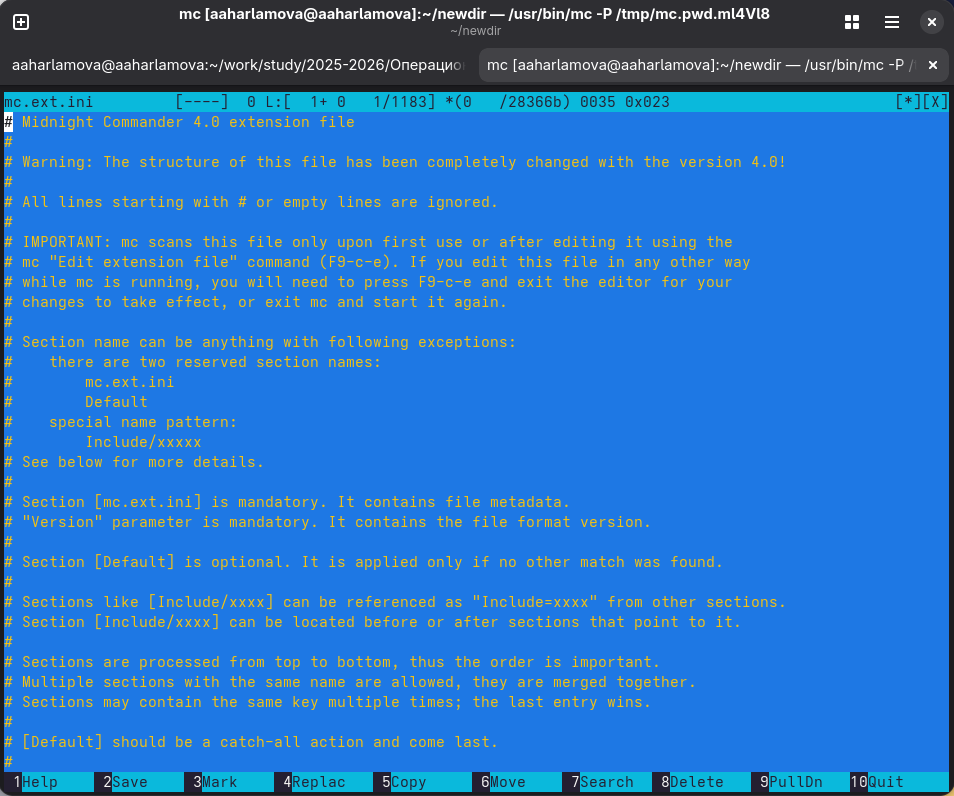 mc [aaharlamova@aaharlamova]:~/newdir — /usr/bin/mc -P /tmp/mc.pwd.ml4Vl8
~/newdir
aaharlamova@aaharlamova:~/work/study/2025-2026/Операцио
mc [aaharlamova@aaharlamova]:~/newdir — /usr/bin/mc -P /
mc.ext.ini         [----]  0 L:[  1+ 0   1/1183] *(0   /28366b) 0035 0x023                         [*][X]
# Midnight Commander 4.0 extension file
#
# Warning: The structure of this file has been completely changed with the version 4.0!
#
# All lines starting with # or empty lines are ignored.
#
# IMPORTANT: mc scans this file only upon first use or after editing it using the
# mc "Edit extension file" command (F9-c-e). If you edit this file in any other way
# while mc is running, you will need to press F9-c-e and exit the editor for your
# changes to take effect, or exit mc and start it again.
#
# Section name can be anything with following exceptions:
#    there are two reserved section names:
#        mc.ext.ini
#        Default
#    special name pattern:
#        Include/xxxxx
# See below for more details.
#
# Section [mc.ext.ini] is mandatory. It contains file metadata.
# "Version" parameter is mandatory. It contains the file format version.
#
# Section [Default] is optional. It is applied only if no other match was found.
#
# Sections like [Include/xxxx] can be referenced as "Include=xxxx" from other sections.
# Section [Include/xxxx] can be located before or after sections that point to it.
#
# Sections are processed from top to bottom, thus the order is important.
# Multiple sections with the same name are allowed, they are merged together.
# Sections may contain the same key multiple times; the last entry wins.
#
# [Default] should be a catch-all action and come last.
#
1Help 2Save 3Mark 4Replac 5Copy 6Move 7Search 8Delete 9PullDn 10Quit